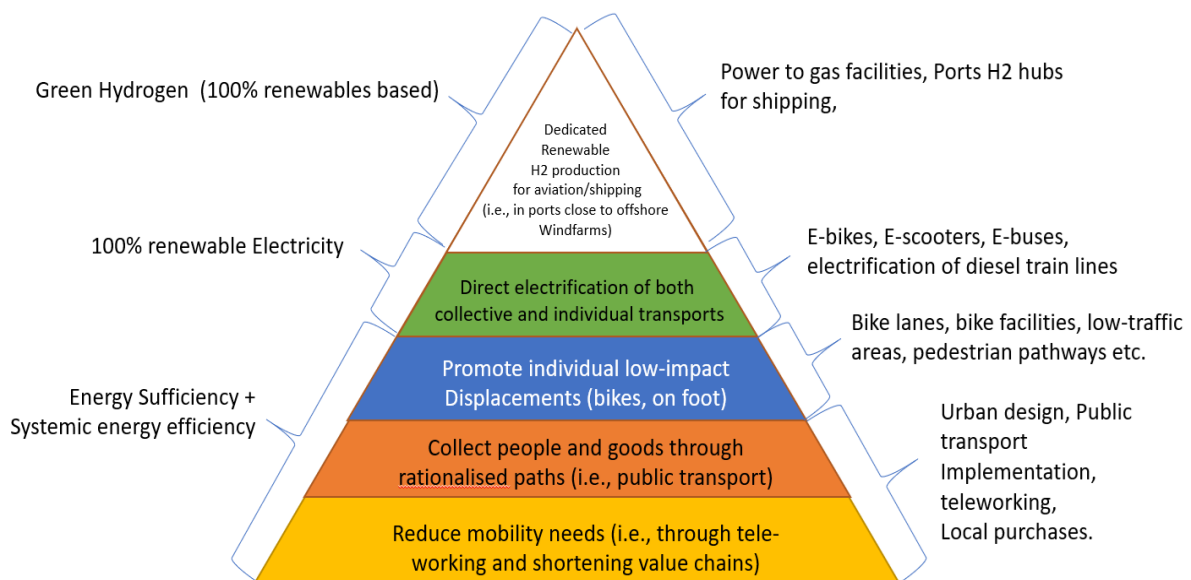 Green Hydrogen  (100% renewables based)
Power to gas facilities, Ports H2 hubs
for shipping,
Dedicated
Renewable
H2 production
for aviation/shipping
(i.e., in ports close to offshore
Windfarms)
100% renewable Electricity
E-bikes, E-scooters, E-buses,
electrification of diesel train lines
Direct electrification of both
collective and individual transports
Bike lanes, bike facilities, low-traffic
areas, pedestrian pathways etc.
Promote individual low-impact
Displacements (bikes, on foot)
Energy Sufficiency +
Systemic energy efficiency
Urban design, Public
transport
Implementation,
teleworking,
Local purchases.
Collect people and goods through
rationalised paths (i.e., public transport)
Reduce mobility needs (i.e., through tele-
working and shortening value chains)